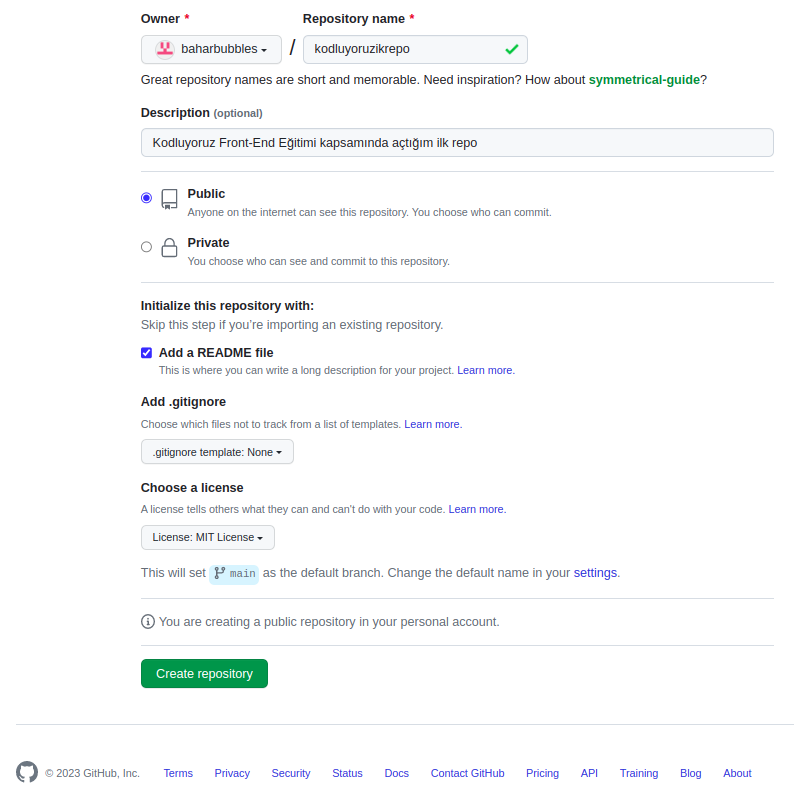 Owner * Repository name *
baharbubbles / kodluyoruzikrepo
Great repository names are short and memorable. Need inspiration? How about symmetrical-guide?
Description (optional)
Kodluyoruz Front-End Eğitimi kapsamında açtığım ilk repo
Public
Anyone on the internet can see this repository. You choose who can commit.
Private
You choose who can see and commit to this repository.
Initialize this repository with:
Skip this step if you're importing an existing repository.
Add a README file
This is where you can write a long description for your project. Learn more.
Add .gitignore
Choose which files not to track from a list of templates. Learn more.
.gitignore template: None
Choose a license
A license tells others what they can and can't do with your code. Learn more.
License: MIT License
This will set main as the default branch. Change the default name in your settings.
You are creating a public repository in your personal account.
Create repository
© 2023 GitHub, Inc. Terms Privacy Security Status Docs Contact GitHub Pricing API Training Blog About